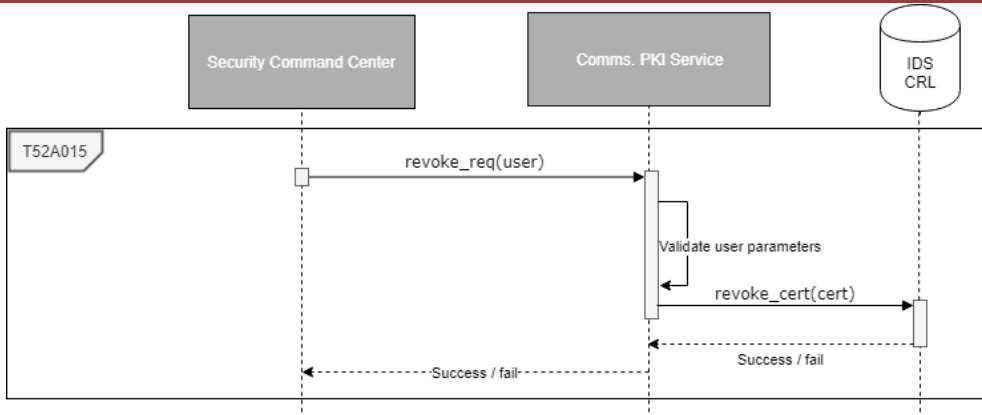 Security Command Center
Comms. PKI Service
IDS
CRL
T52A015
revoke_req(user)
Validate user parameters
revoke_cert(cert)
Success / fail
Success / fail